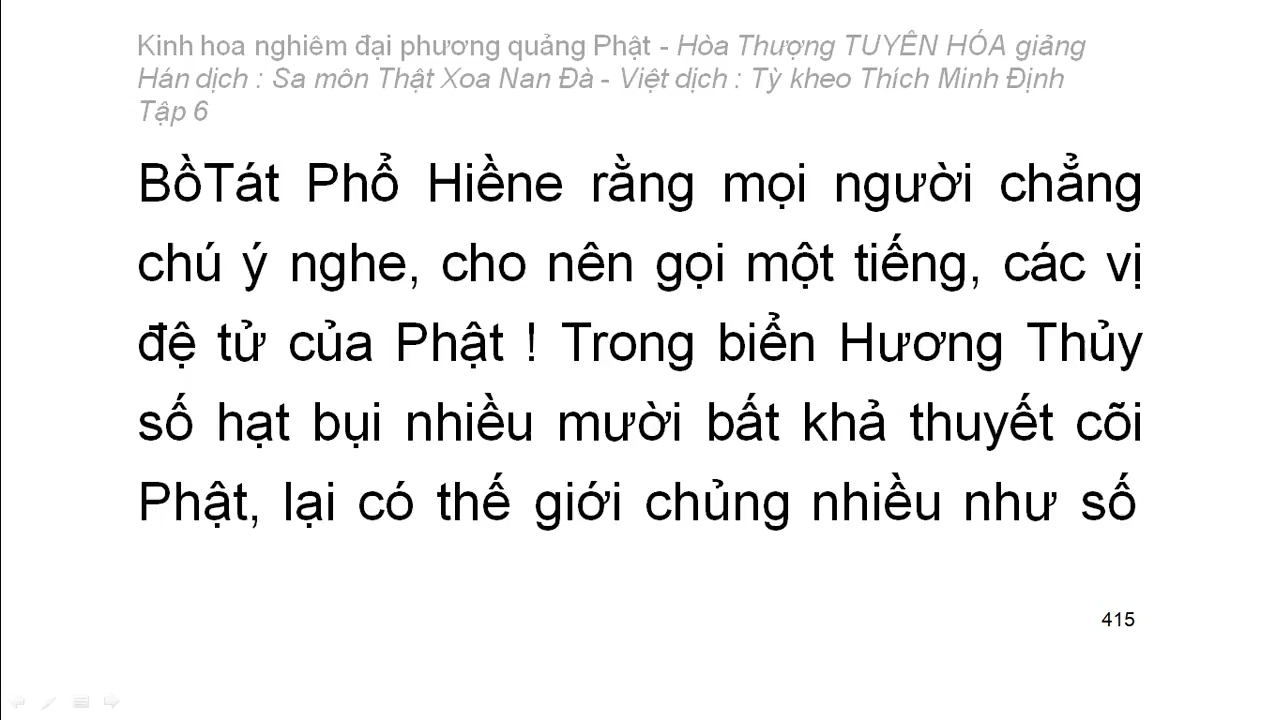 Kinh hoa nghiêm đại phương quảng Phật - Hòa Thượng TUYÊN HÓA giảng
Hán dịch : Sa môn Thật Xoa Nan Đà - Việt dịch : Tỳ kheo Thích Minh Định
Tập 6
BồTát Phổ Hiềne rằng mọi người chẳng
chú ý nghe, cho nên gọi một tiếng, các vị
đệ tử của Phật ! Trong biển Hương Thủy
số hạt bụi nhiều mười bất khả thuyết cõi
Phật, lại có thế giới chủng nhiều như số
415